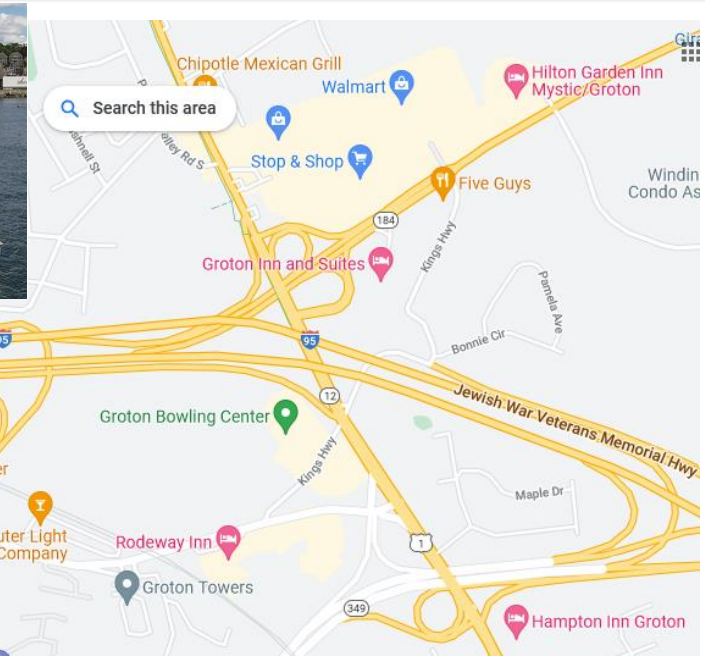 Chipotle Mexican Grill
Walmart
Hilton Garden Inn
Mystic/Groton
Search this area
Stop & Shop
Five Guys
Windin
Condo As
184
Groton Inn and Suites
Kings Hwy
Pamela Ave
95
95
Bonnie Cir
12
Jewish War Veterans Memorial Hwy
Groton Bowling Center
Kings Hwy
Maple Dr
uter Light
Company
Rodeway Inn
1
Groton Towers
349
Hampton Inn Groton